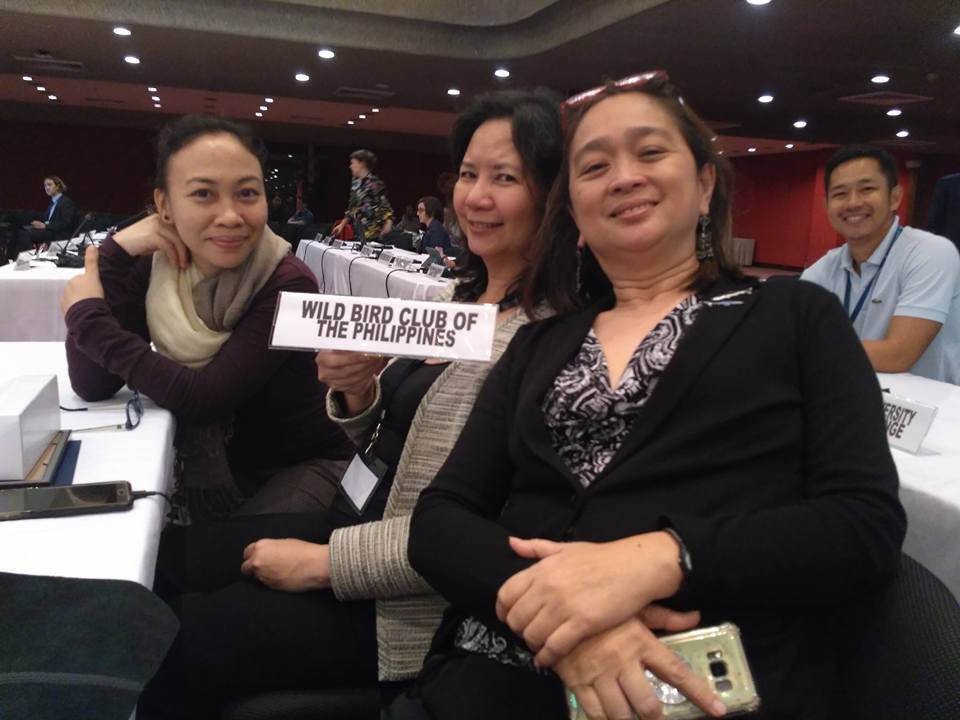 WILD BIRD CLUB OF
THE PHILIPPINES